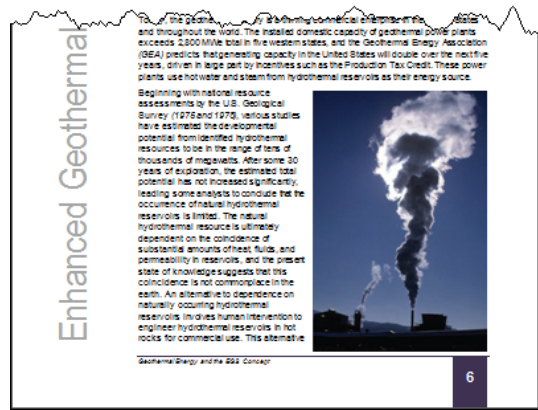 Enhanced Geothermal
and throughout the world. The installed domestic capacity of geothermal power plants
exceeds 2,800 MWe total in five western states, and the Geothermal Energy Association
(GEA) predicts that generating capacity in the United States will double over the next five
years, driven in large part by incentives such as the Production Tax Credit. These power
plants use hot water and steam from hydrothermal reservoirs as their energy source.
Beginning with national resource
assessments by the U.S. Geological
Survey (1975 and 1978), various studies
have estimated the developmental
potential from identified hydrothermal
resources to be in the range of tens of
thousands of megawatts. After some 30
years of exploration, the estimated total
potential has not increased significantly,
leading some analysts to conclude that the
occurrence of natural hydrothermal
reservoirs is limited. The natural
hydrothermal resource is ultimately
dependent on the coincidence of
substantial amounts of heat, fluids, and
permeability in reservoirs, and the present
state of knowledge suggests that this
coincidence is not commonplace in the
earth. An alternative to dependence on
naturally occurring hydrothermal
reservoirs involves human intervention to
engineer hydrothermal reservoirs in hot
rocks for commercial use. This alternative
Geothermal Energy and the EGS Concept
6